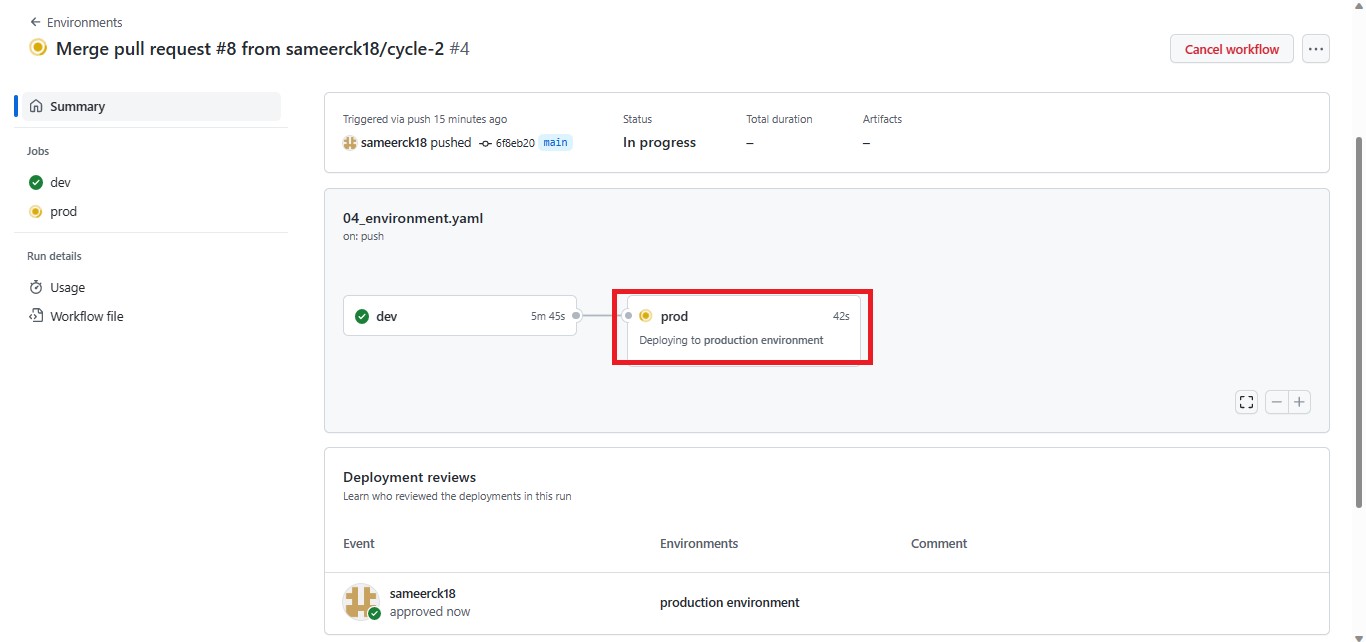 Environments
Merge pull request #8 from sameerck18/cycle-2 #4
Cancel workflow
Summary
Jobs
dev
prod
Run details
Usage
Workflow file
Triggered via push 15 minutes ago
sameerck18 pushed 6f8eb20 main
Status
In progress
Total duration
–
Artifacts
–
04_environment.yaml
on: push
dev 5m 45s
prod 42s
Deploying to production environment
Deployment reviews
Learn who reviewed the deployments in this run
Event Environments Comment
sameerck18
approved now
production environment